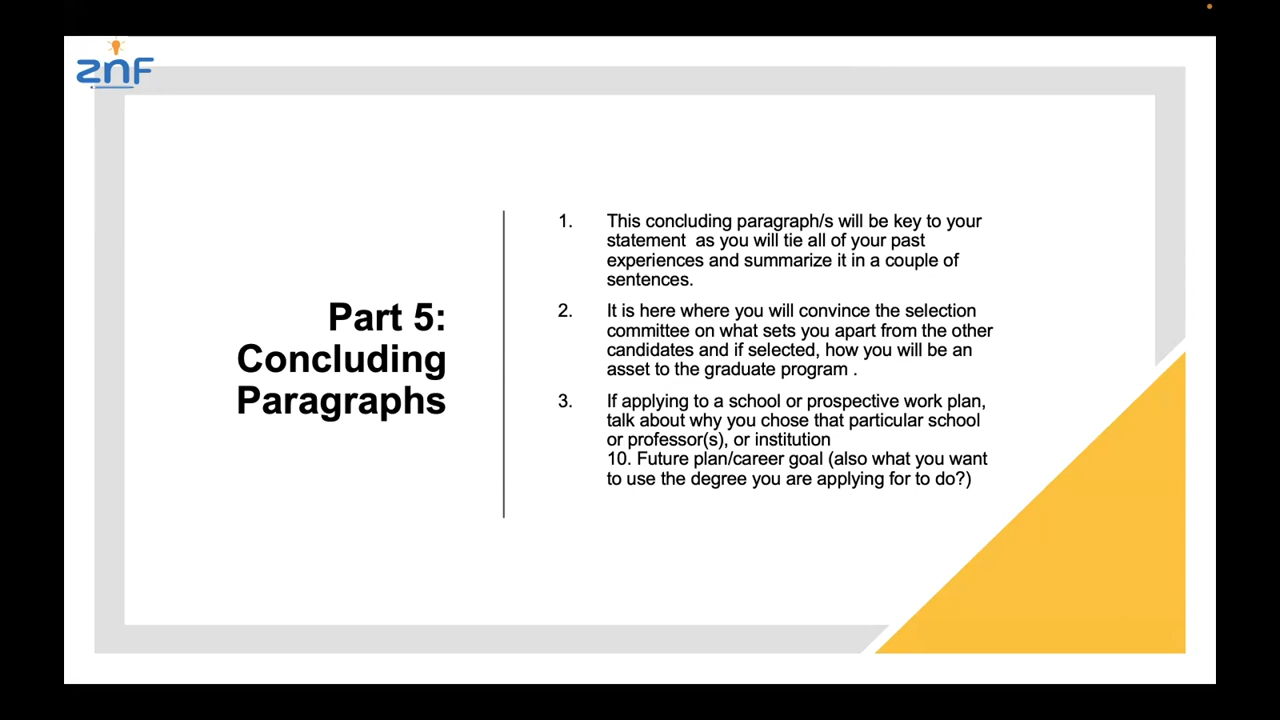 znf
Part 5:
Concluding
Paragraphs
1. This concluding paragraph/s will be key to your
statement as you will tie all of your past
experiences and summarize it in a couple of
sentences.
2. It is here where you will convince the selection
committee on what sets you apart from the other
candidates and if selected, how you will be an
asset to the graduate program .
3. If applying to a school or prospective work plan,
talk about why you chose that particular school
or professor(s), or institution
10. Future plan/career goal (also what you want
to use the degree you are applying for to do?)